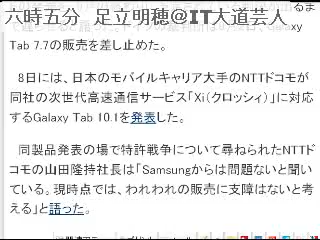 六時五分　足立明穂@IT大道芸人
Tab 7.7の販売を差し止めた。
8日には、日本のモバイルキャリア大手のNTTドコモが
同社の次世代高速通信サービス「Xi（クロッシィ）」に対応
するGalaxy Tab 10.1を発表した。
同製品発表の場で特許戦争について尋ねられたNTTド
コモの山田隆持社長は「Samsungからは問題ないと聞い
ている。現時点では、われわれの販売に支障はないと考
える」と語った。